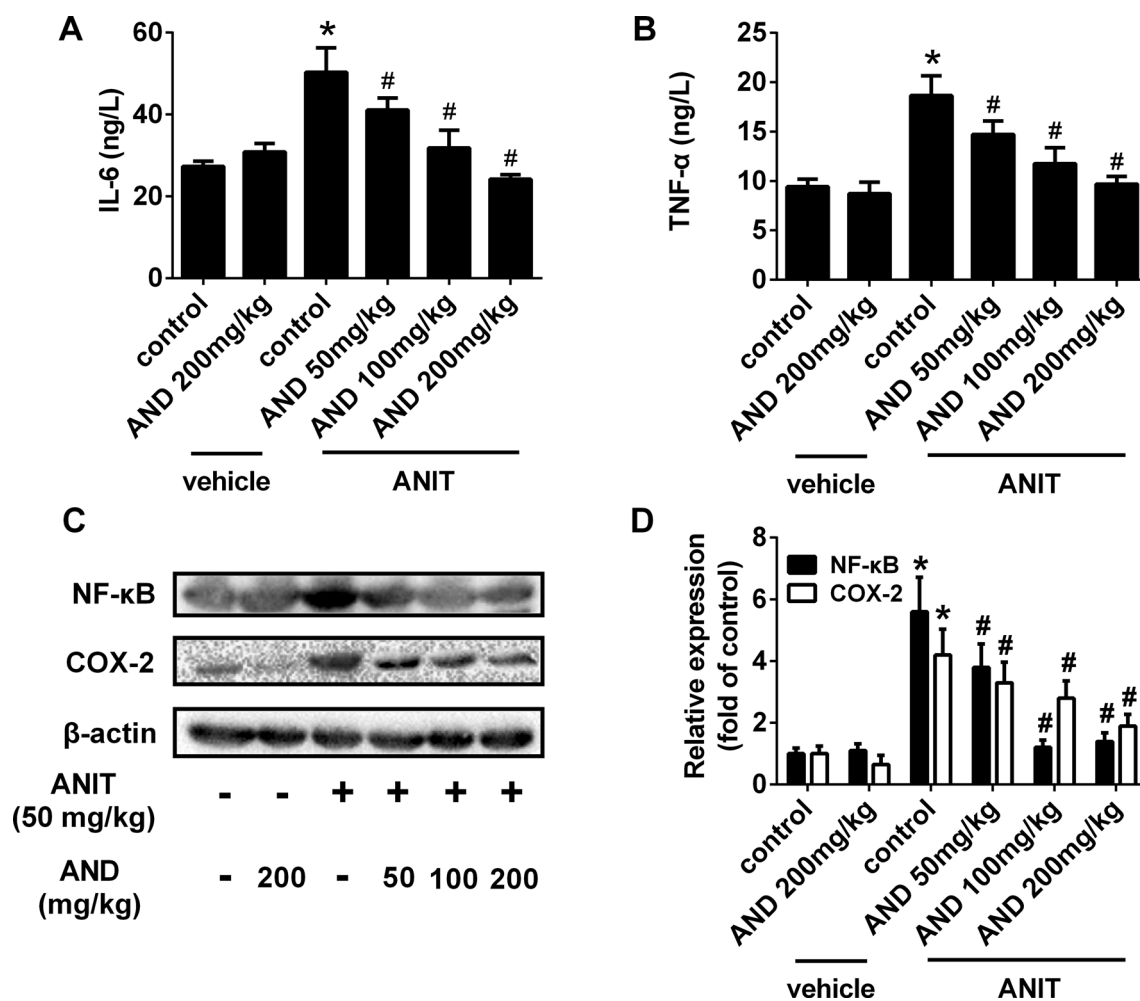 A
IL-6 (ng/L)
60
40
20
0
*
#
#
#
control
AND 200mg/kg
control
AND 50mg/kg
AND 100mg/kg
AND 200mg/kg
vehicle
ANIT
B
TNF-α (ng/L)
25
20
15
10
5
0
*
#
#
#
control
AND 200mg/kg
control
AND 50mg/kg
AND 100mg/kg
AND 200mg/kg
vehicle
ANIT
C
NF-κB
COX-2
β-actin
ANIT - - + + + +
(50 mg/kg)
AND - 200 - 50 100 200
(mg/kg)
D
Relative expression
(fold of control)
8
6
4
2
0
NF-κB
COX-2
*
*
#
#
#
#
#
#
control
AND 200mg/kg
control
AND 50mg/kg
AND 100mg/kg
AND 200mg/kg
vehicle
ANIT